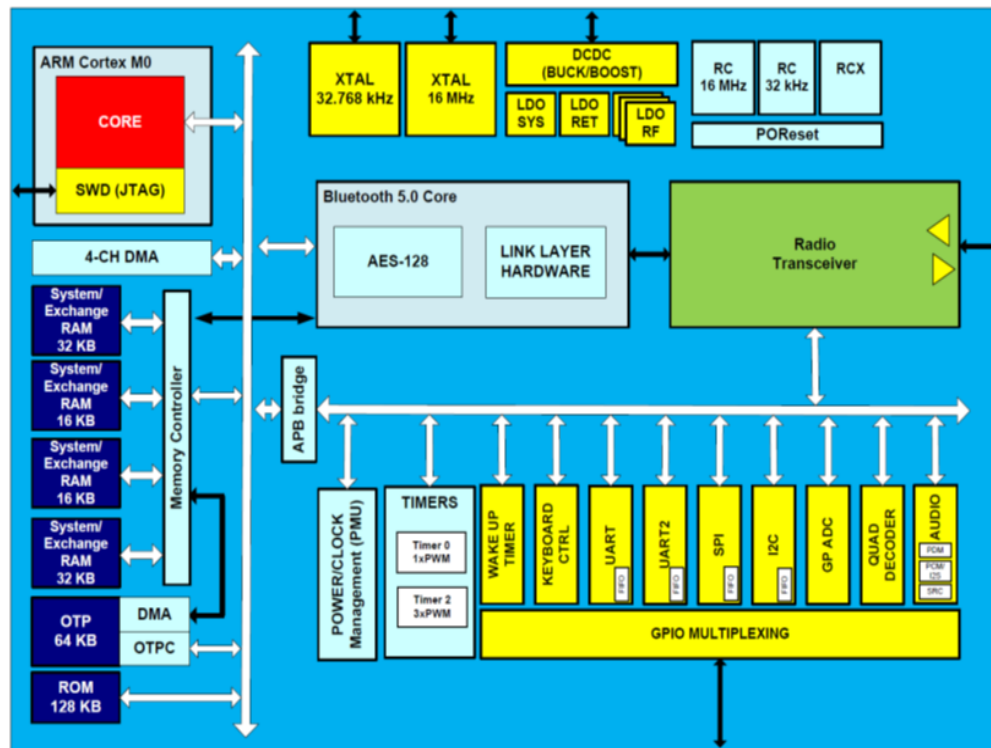 ARM Cortex M0
CORE
SWD (JTAG)
XTAL
32.768 kHz
XTAL
16 MHz
DCDC
(BUCK/BOOST)
LDO
SYS
LDO
RET
LDO
RF
RC
16 MHz
RC
32 kHz
RCX
POReset
4-CH DMA
Bluetooth 5.0 Core
AES-128
LINK LAYER
HARDWARE
Radio
Transceiver
System/
Exchange
RAM
32 KB
System/
Exchange
RAM
16 KB
System/
Exchange
RAM
16 KB
System/
Exchange
RAM
32 KB
Memory Controller
APB bridge
OTP
64 KB
DMA
OTPC
ROM
128 KB
POWER/CLOCK
Management (PMU)
TIMERS
Timer 0
1xPWM
Timer 2
3xPWM
WAKE UP
TIMER
KEYBOARD
CTRL
UART
FIFO
UART2
FIFO
SPI
FIFO
I2C
FIFO
GP ADC
QUAD
DECODER
AUDIO
PDM
PCM/
I2S
SRC
GPIO MULTIPLEXING